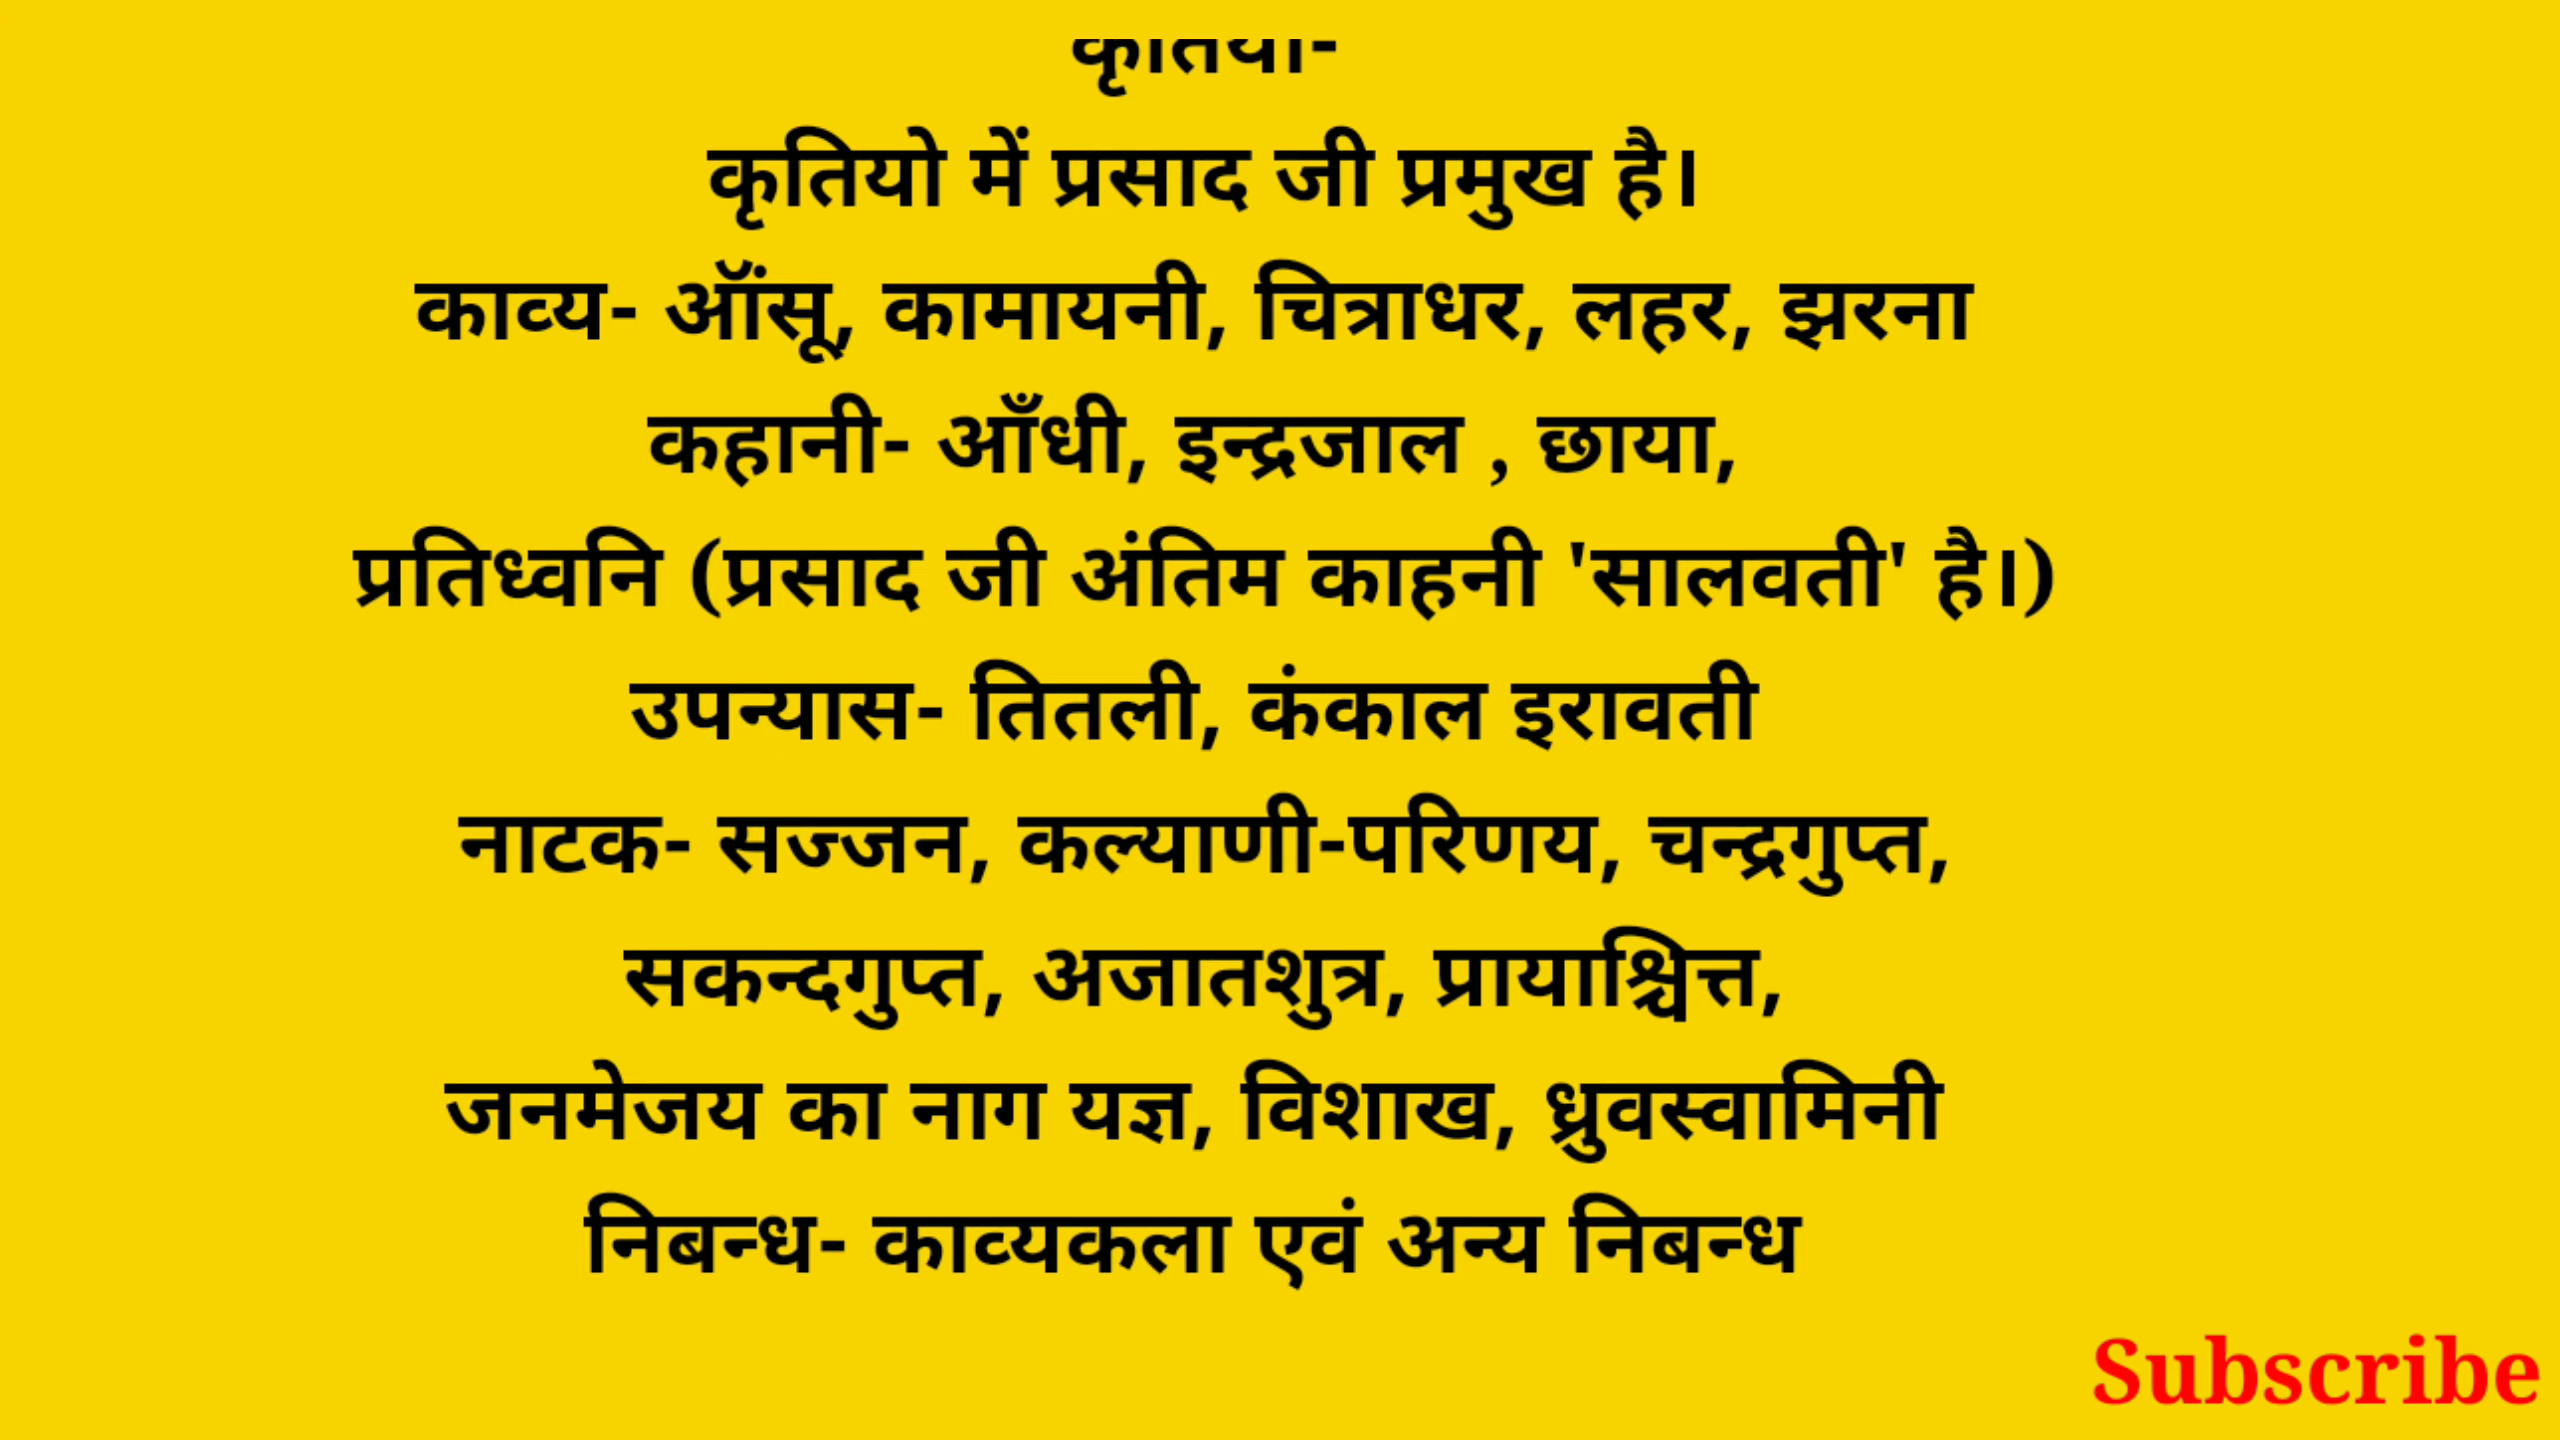 कृतियाँ-
कृतियो में प्रसाद जी प्रमुख है।
काव्य- ऑंसू, कामायनी, चित्राधर, लहर, झरना
कहानी- आँधी, इन्द्रजाल , छाया,
प्रतिध्वनि (प्रसाद जी अंतिम काहनी 'सालवती' है।)
उपन्यास- तितली, कंकाल इरावती
नाटक- सज्जन, कल्याणी-परिणय, चन्द्रगुप्त,
सकन्दगुप्त, अजातशुत्र, प्रायाश्चित्त,
जनमेजय का नाग यज्ञ, विशाख, ध्रुवस्वामिनी
निबन्ध- काव्यकला एवं अन्य निबन्ध
Subscribe